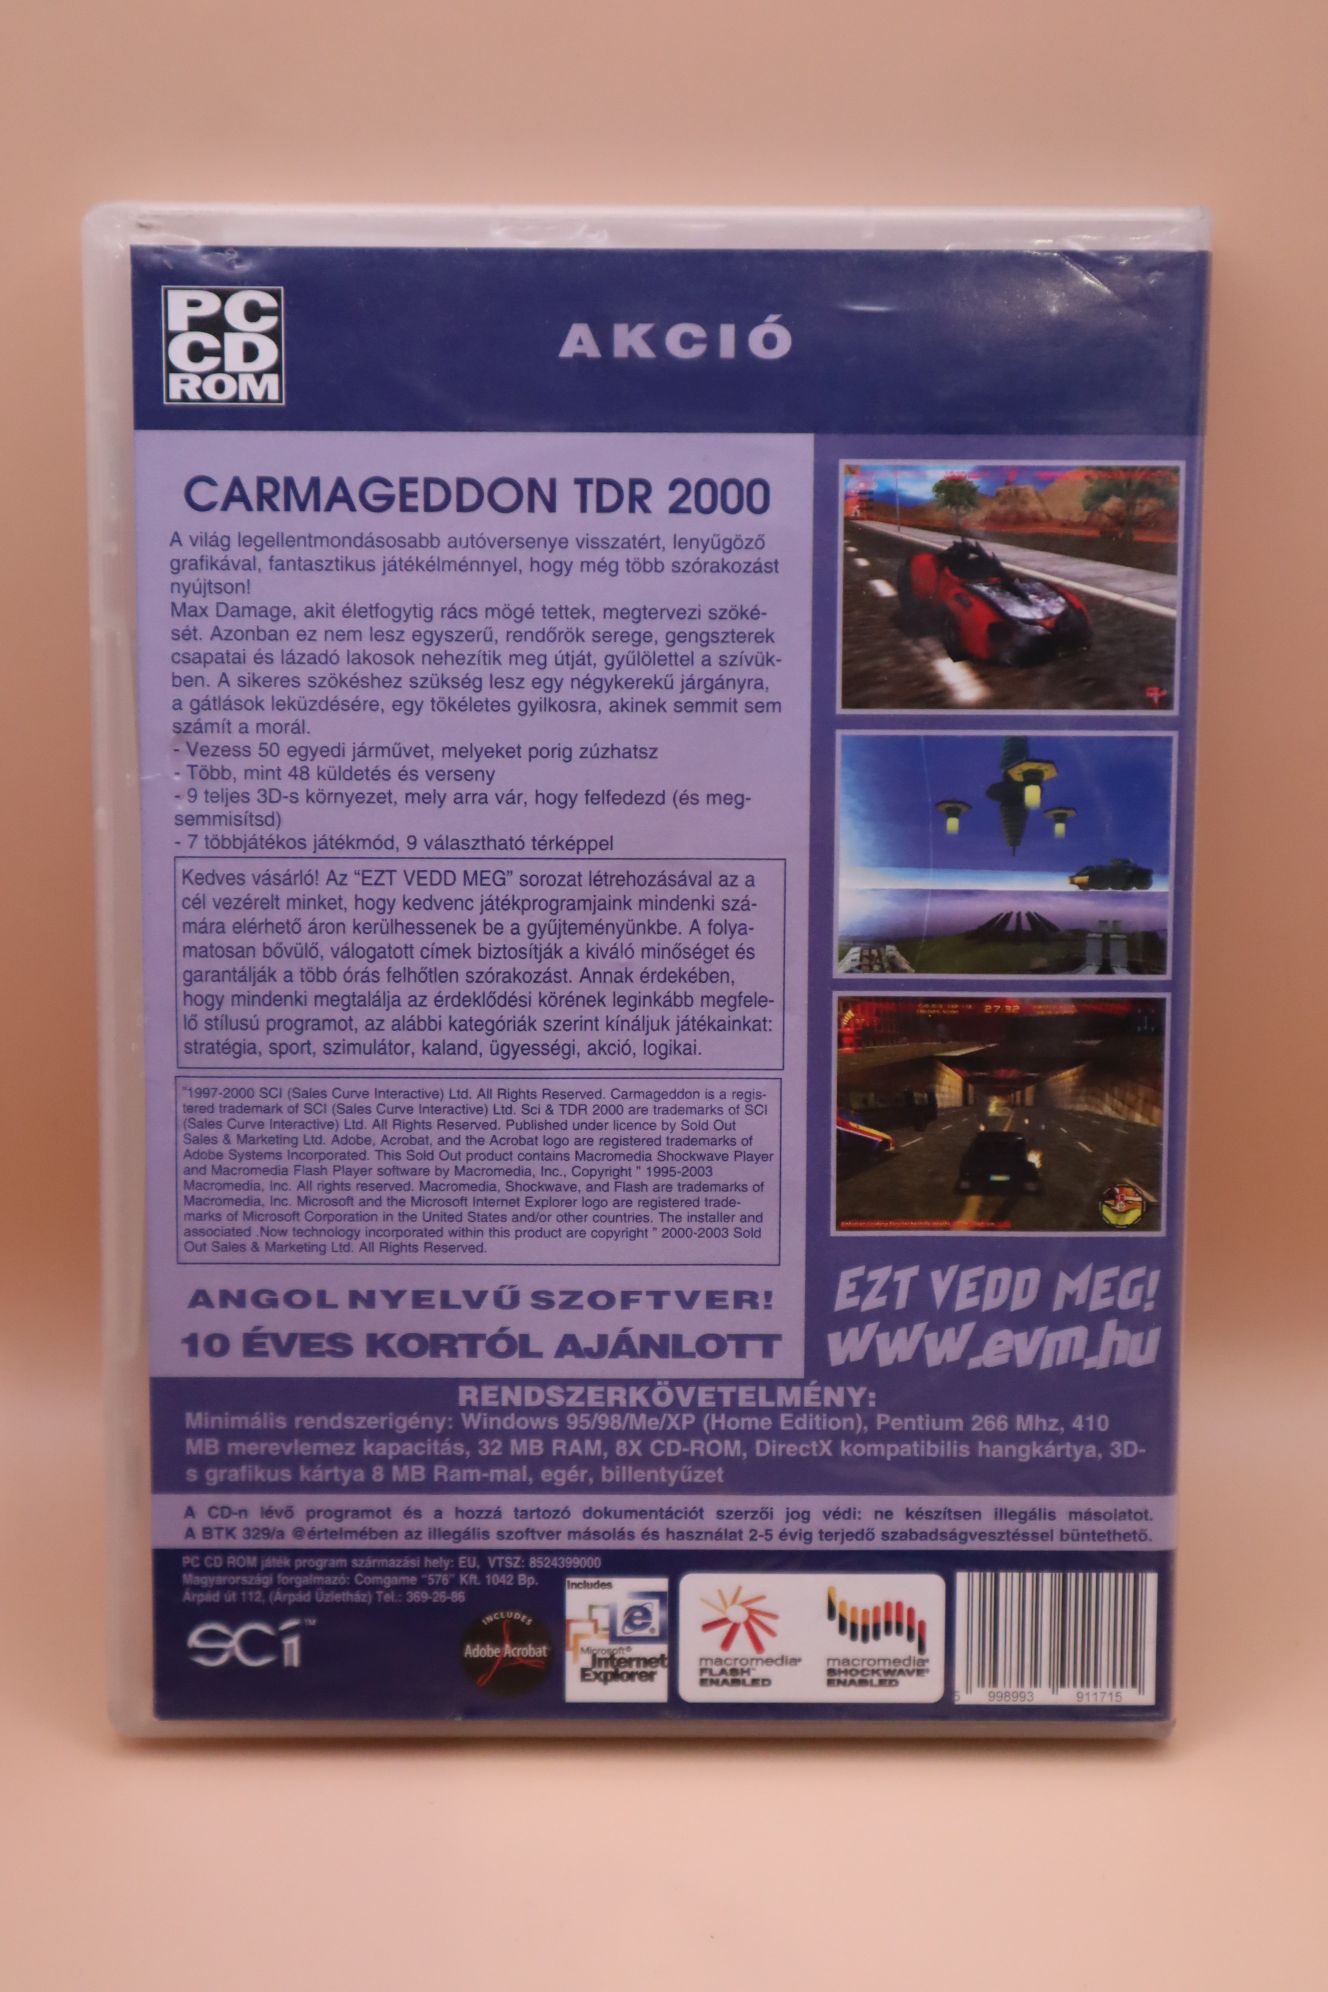 PC
CD
ROM
AKCIÓ
CARMAGEDDON TDR 2000
A világ legellentmondásosabb autóversenye visszatért, lenyűgöző
grafikával, fantasztikus játékélménnyel, hogy még több szórakozást
nyújtson!
Max Damage, akit életfogytig rács mögé tettek, megtervezi szöké-
sét. Azonban ez nem lesz egyszerű, rendőrök serege, gengszterek
csapatai és lázadó lakosok nehezítik meg útját, gyűlölettel a szívük-
ben. A sikeres szökéshez szükség lesz egy négykerekű járgányra,
a gátlások leküzdésére, egy tökéletes gyilkosra, akinek semmit sem
számít a morál.
- Vezess 50 egyedi járművet, melyeket porig zúzhatsz
- Több, mint 48 küldetés és verseny
- 9 teljes 3D-s környezet, mely arra vár, hogy felfedezd (és meg-
semmisítsd)
- 7 többjátékos játékmód, 9 választható térképpel
Kedves vásárló! Az “EZT VEDD MEG” sorozat létrehozásával az a
cél vezérelt minket, hogy kedvenc játékprogramjaink mindenki szá-
mára elérhető áron kerülhessenek be a gyűjteményünkbe. A folya-
matosan bővülő, válogatott címek biztosítják a kiváló minőséget és
garantálják a több órás felhőtlen szórakozást. Annak érdekében,
hogy mindenki megtalálja az érdeklődési körének leginkább megfele-
lő stílusú programot, az alábbi kategóriák szerint kínáljuk játékainkat:
stratégia, sport, szimulátor, kaland, ügyességi, akció, logikai.
"1997-2000 SCI (Sales Curve Interactive) Ltd. All Rights Reserved. Carmageddon is a regis-
tered trademark of SCI (Sales Curve Interactive) Ltd. Sci & TDR 2000 are trademarks of SCI
(Sales Curve Interactive) Ltd. All Rights Reserved. Published under licence by Sold Out
Sales & Marketing Ltd. Adobe, Acrobat, and the Acrobat logo are registered trademarks of
Adobe Systems Incorporated. This Sold Out product contains Macromedia Shockwave Player
and Macromedia Flash Player software by Macromedia, Inc., Copyright " 1995-2003
Macromedia, Inc. All rights reserved. Macromedia, Shockwave, and Flash are trademarks of
Macromedia, Inc. Microsoft and the Microsoft Internet Explorer logo are registered trade-
marks of Microsoft Corporation in the United States and/or other countries. The installer and
associated .Now technology incorporated within this product are copyright " 2000-2003 Sold
Out Sales & Marketing Ltd. All Rights Reserved.
27:32
ANGOL NYELVŰ SZOFTVER!
10 ÉVES KORTÓL AJÁNLOTT
EZT VEDD MEG!
www.evm.hu
RENDSZERKÖVETELMÉNY:
Minimális rendszerigény: Windows 95/98/Me/XP (Home Edition), Pentium 266 Mhz, 410
MB merevlemez kapacitás, 32 MB RAM, 8X CD-ROM, DirectX kompatibilis hangkártya, 3D-
s grafikus kártya 8 MB Ram-mal, egér, billentyűzet
A CD-n lévő programot és a hozzá tartozó dokumentációt szerzői jog védi: ne készítsen illegális másolatot.
A BTK 329/a @értelmében az illegális szoftver másolás és használat 2-5 évig terjedő szabadságvesztéssel büntethető.
PC CD ROM játék program származási hely: EU, VTSZ: 8524399000
Magyarországi forgalmazó: Comgame "576" Kft. 1042 Bp.
Árpád út 112, (Árpád Üzletház) Tel.: 369-26-86
SCi™
INCLUDES
Adobe Acrobat
Includes
Microsoft®
Internet
Explorer
macromedia®
FLASH™
ENABLED
macromedia®
SHOCKWAVE®
ENABLED
5 998993 911715